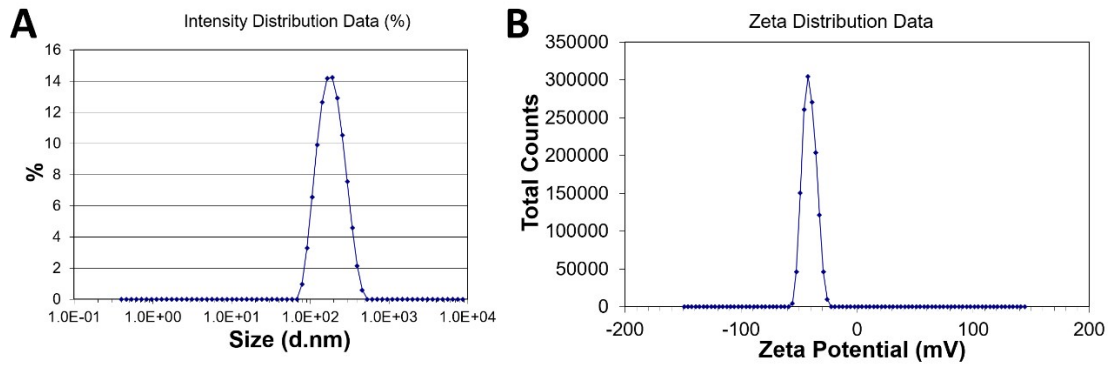 A
Intensity Distribution Data (%)
16
14
12
10
8
6
4
2
0
%
1.0E-01 1.0E+00 1.0E+01 1.0E+02 1.0E+03 1.0E+04
Size (d.nm)
B
Zeta Distribution Data
350000
300000
250000
200000
150000
100000
50000
0
Total Counts
-200 -100 0 100 200
Zeta Potential (mV)